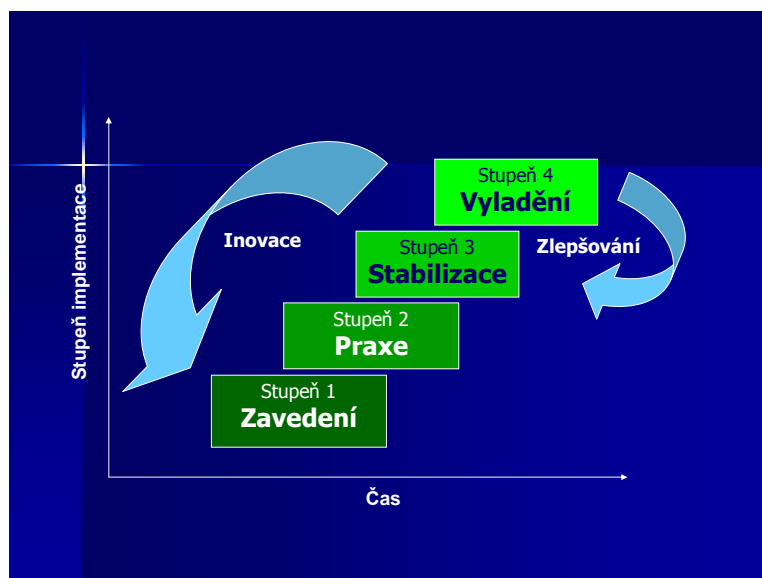 Stupeň implementace
Stupeň 4
Vyladění
Inovace
Stupeň 3
Stabilizace
Zlepšování
Stupeň 2
Praxe
Stupeň 1
Zavedení
Čas